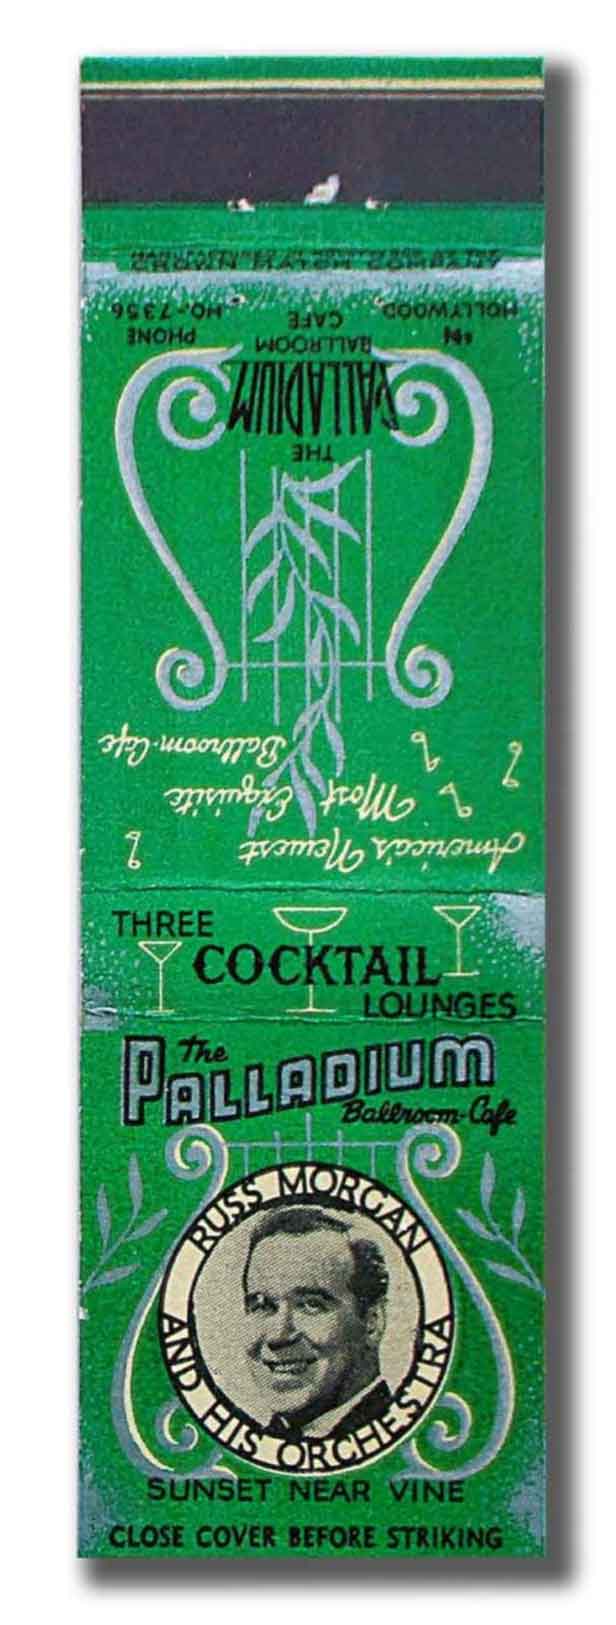 THE
PALLADIUM
BALLROOM
CAFE
IN
HOLLYWOOD
PHONE
HO.-7356
America's Newest
Most Exquisite
Ballroom-Cafe
THREE
COCKTAIL
LOUNGES
The
PALLADIUM
Ballroom-Cafe
RUSS MORGAN
AND HIS ORCHESTRA
SUNSET NEAR VINE
CLOSE COVER BEFORE STRIKING